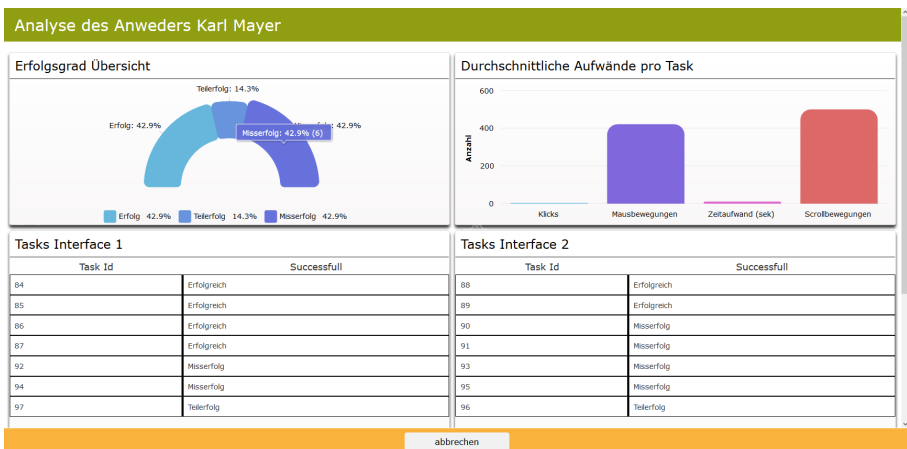 Analyse des Anweders Karl Mayer
Erfolgsgrad Übersicht
Teilerfolg: 14.3%
Erfolg: 42.9%
: 42.9%
Misserfolg: 42.9% (6)
Erfolg 42.9% Teilerfolg 14.3% Misserfolg 42.9%
Durchschnittliche Aufwände pro Task
Anzahl
600
400
200
0
Klicks Mausbewegungen Zeitaufwand (sek) Scrollbewegungen
Tasks Interface 1
Task Id Successfull
84 Erfolgreich
85 Erfolgreich
86 Erfolgreich
87 Erfolgreich
92 Misserfolg
94 Misserfolg
97 Teilerfolg
Tasks Interface 2
Task Id Successfull
88 Erfolgreich
89 Erfolgreich
90 Misserfolg
91 Misserfolg
93 Misserfolg
95 Misserfolg
96 Teilerfolg
abbrechen